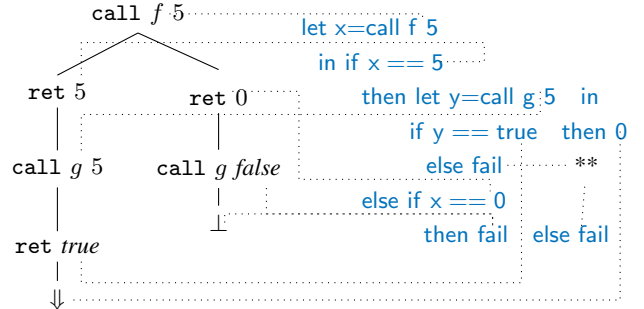 call f 5
let x=call f 5
in if x == 5
ret 5 ret 0 then let y=call g 5 in
if y == true then 0
call g 5 call g false else fail **
else if x == 0
⊥ then fail else fail
ret true
⇓